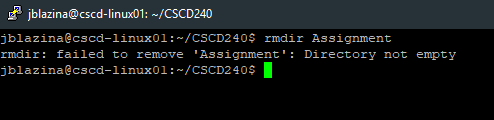 jblazina@cscd-linux01: ~/CSCD240
jblazina@cscd-linux01:~/CSCD240$ rmdir Assignment
rmdir: failed to remove 'Assignment': Directory not empty
jblazina@cscd-linux01:~/CSCD240$